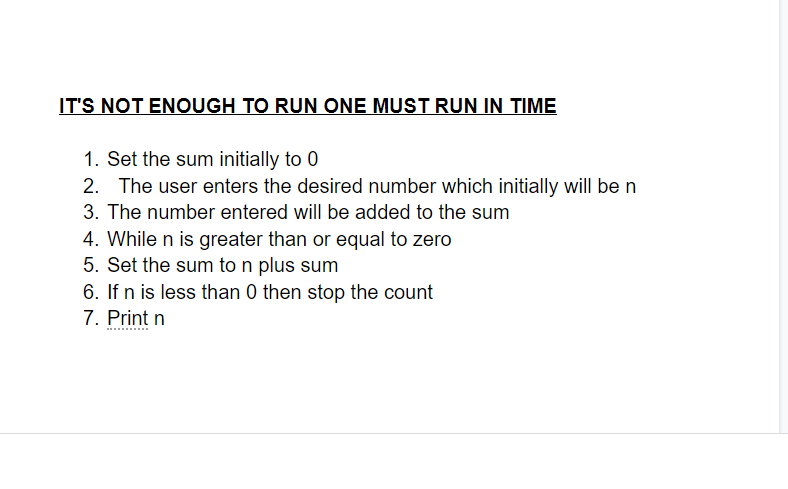 IT'S NOT ENOUGH TO RUN ONE MUST RUN IN TIME
1. Set the sum initially to 0
2. The user enters the desired number which initially will be n
3. The number entered will be added to the sum
4. While n is greater than or equal to zero
5. Set the sum to n plus sum
6. If n is less than 0 then stop the count
7. Print n